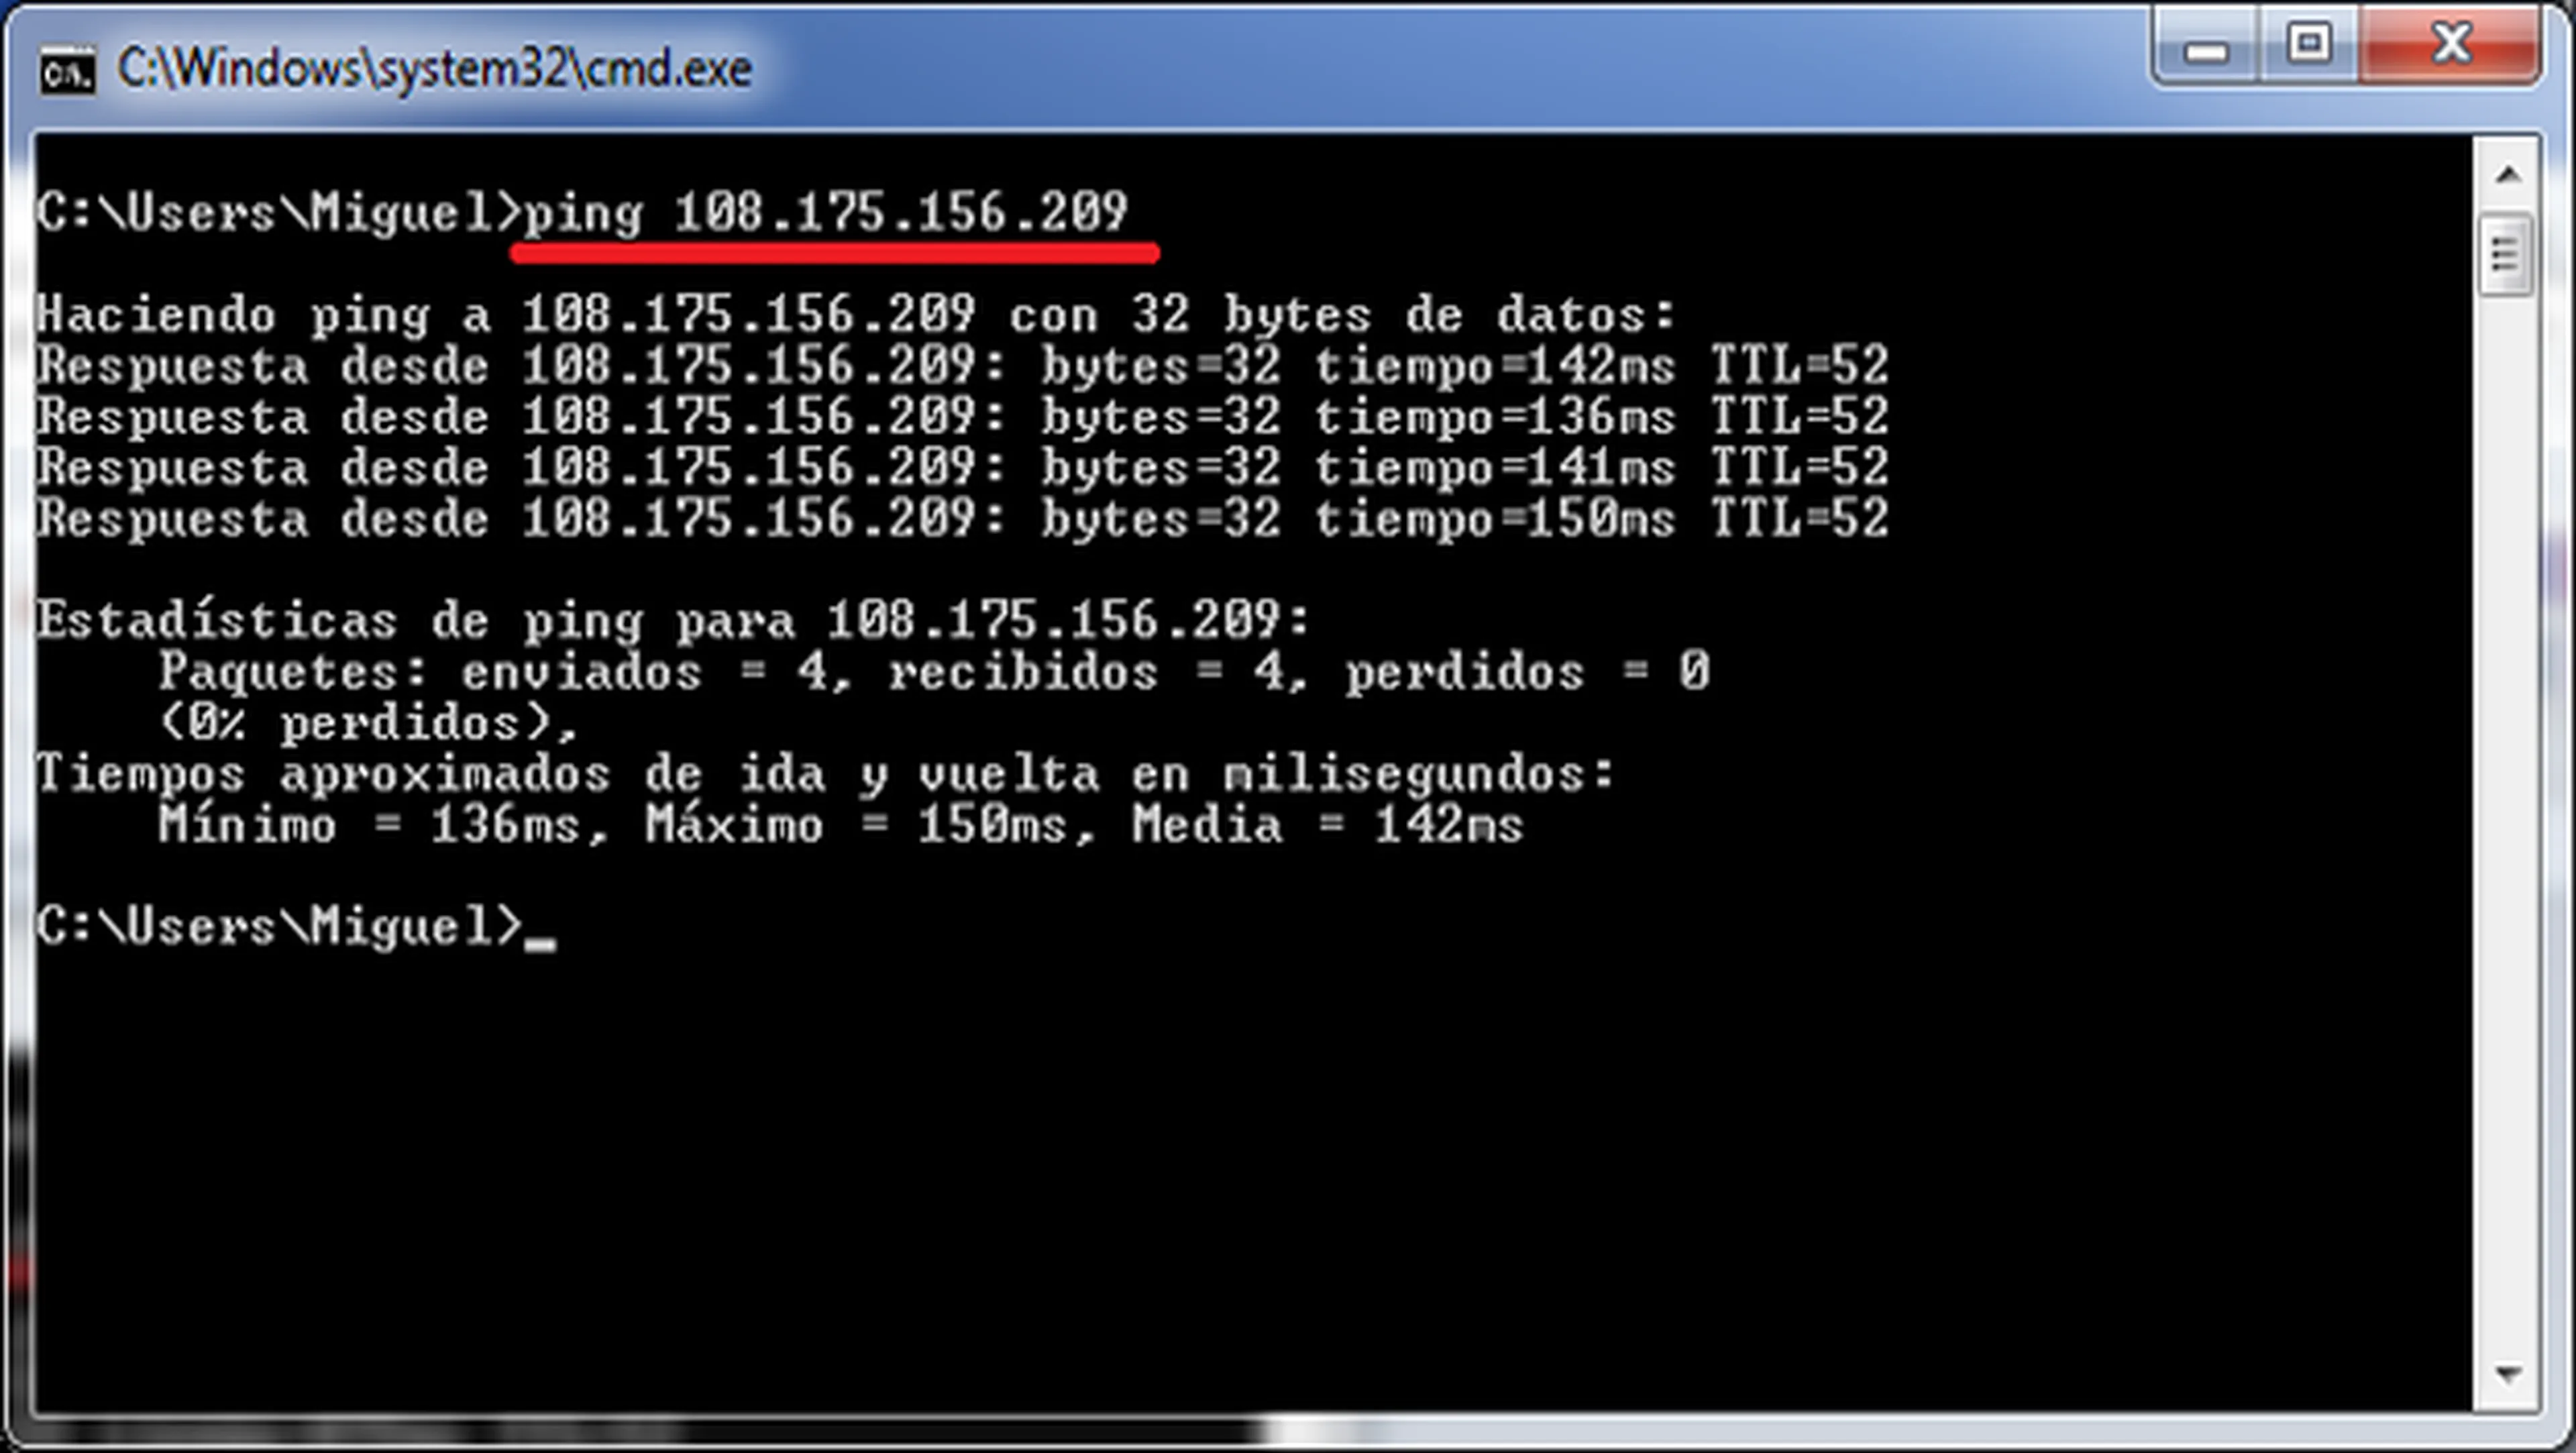 C:\Windows\system32\cmd.exe
C:\Users\Miguel>ping 108.175.156.209
Haciendo ping a 108.175.156.209 con 32 bytes de datos:
Respuesta desde 108.175.156.209: bytes=32 tiempo=142ms TTL=52
Respuesta desde 108.175.156.209: bytes=32 tiempo=136ms TTL=52
Respuesta desde 108.175.156.209: bytes=32 tiempo=141ms TTL=52
Respuesta desde 108.175.156.209: bytes=32 tiempo=150ms TTL=52
Estadísticas de ping para 108.175.156.209:
Paquetes: enviados = 4, recibidos = 4, perdidos = 0
(0% perdidos),
Tiempos aproximados de ida y vuelta en milisegundos:
Mínimo = 136ms, Máximo = 150ms, Media = 142ms
C:\Users\Miguel>_